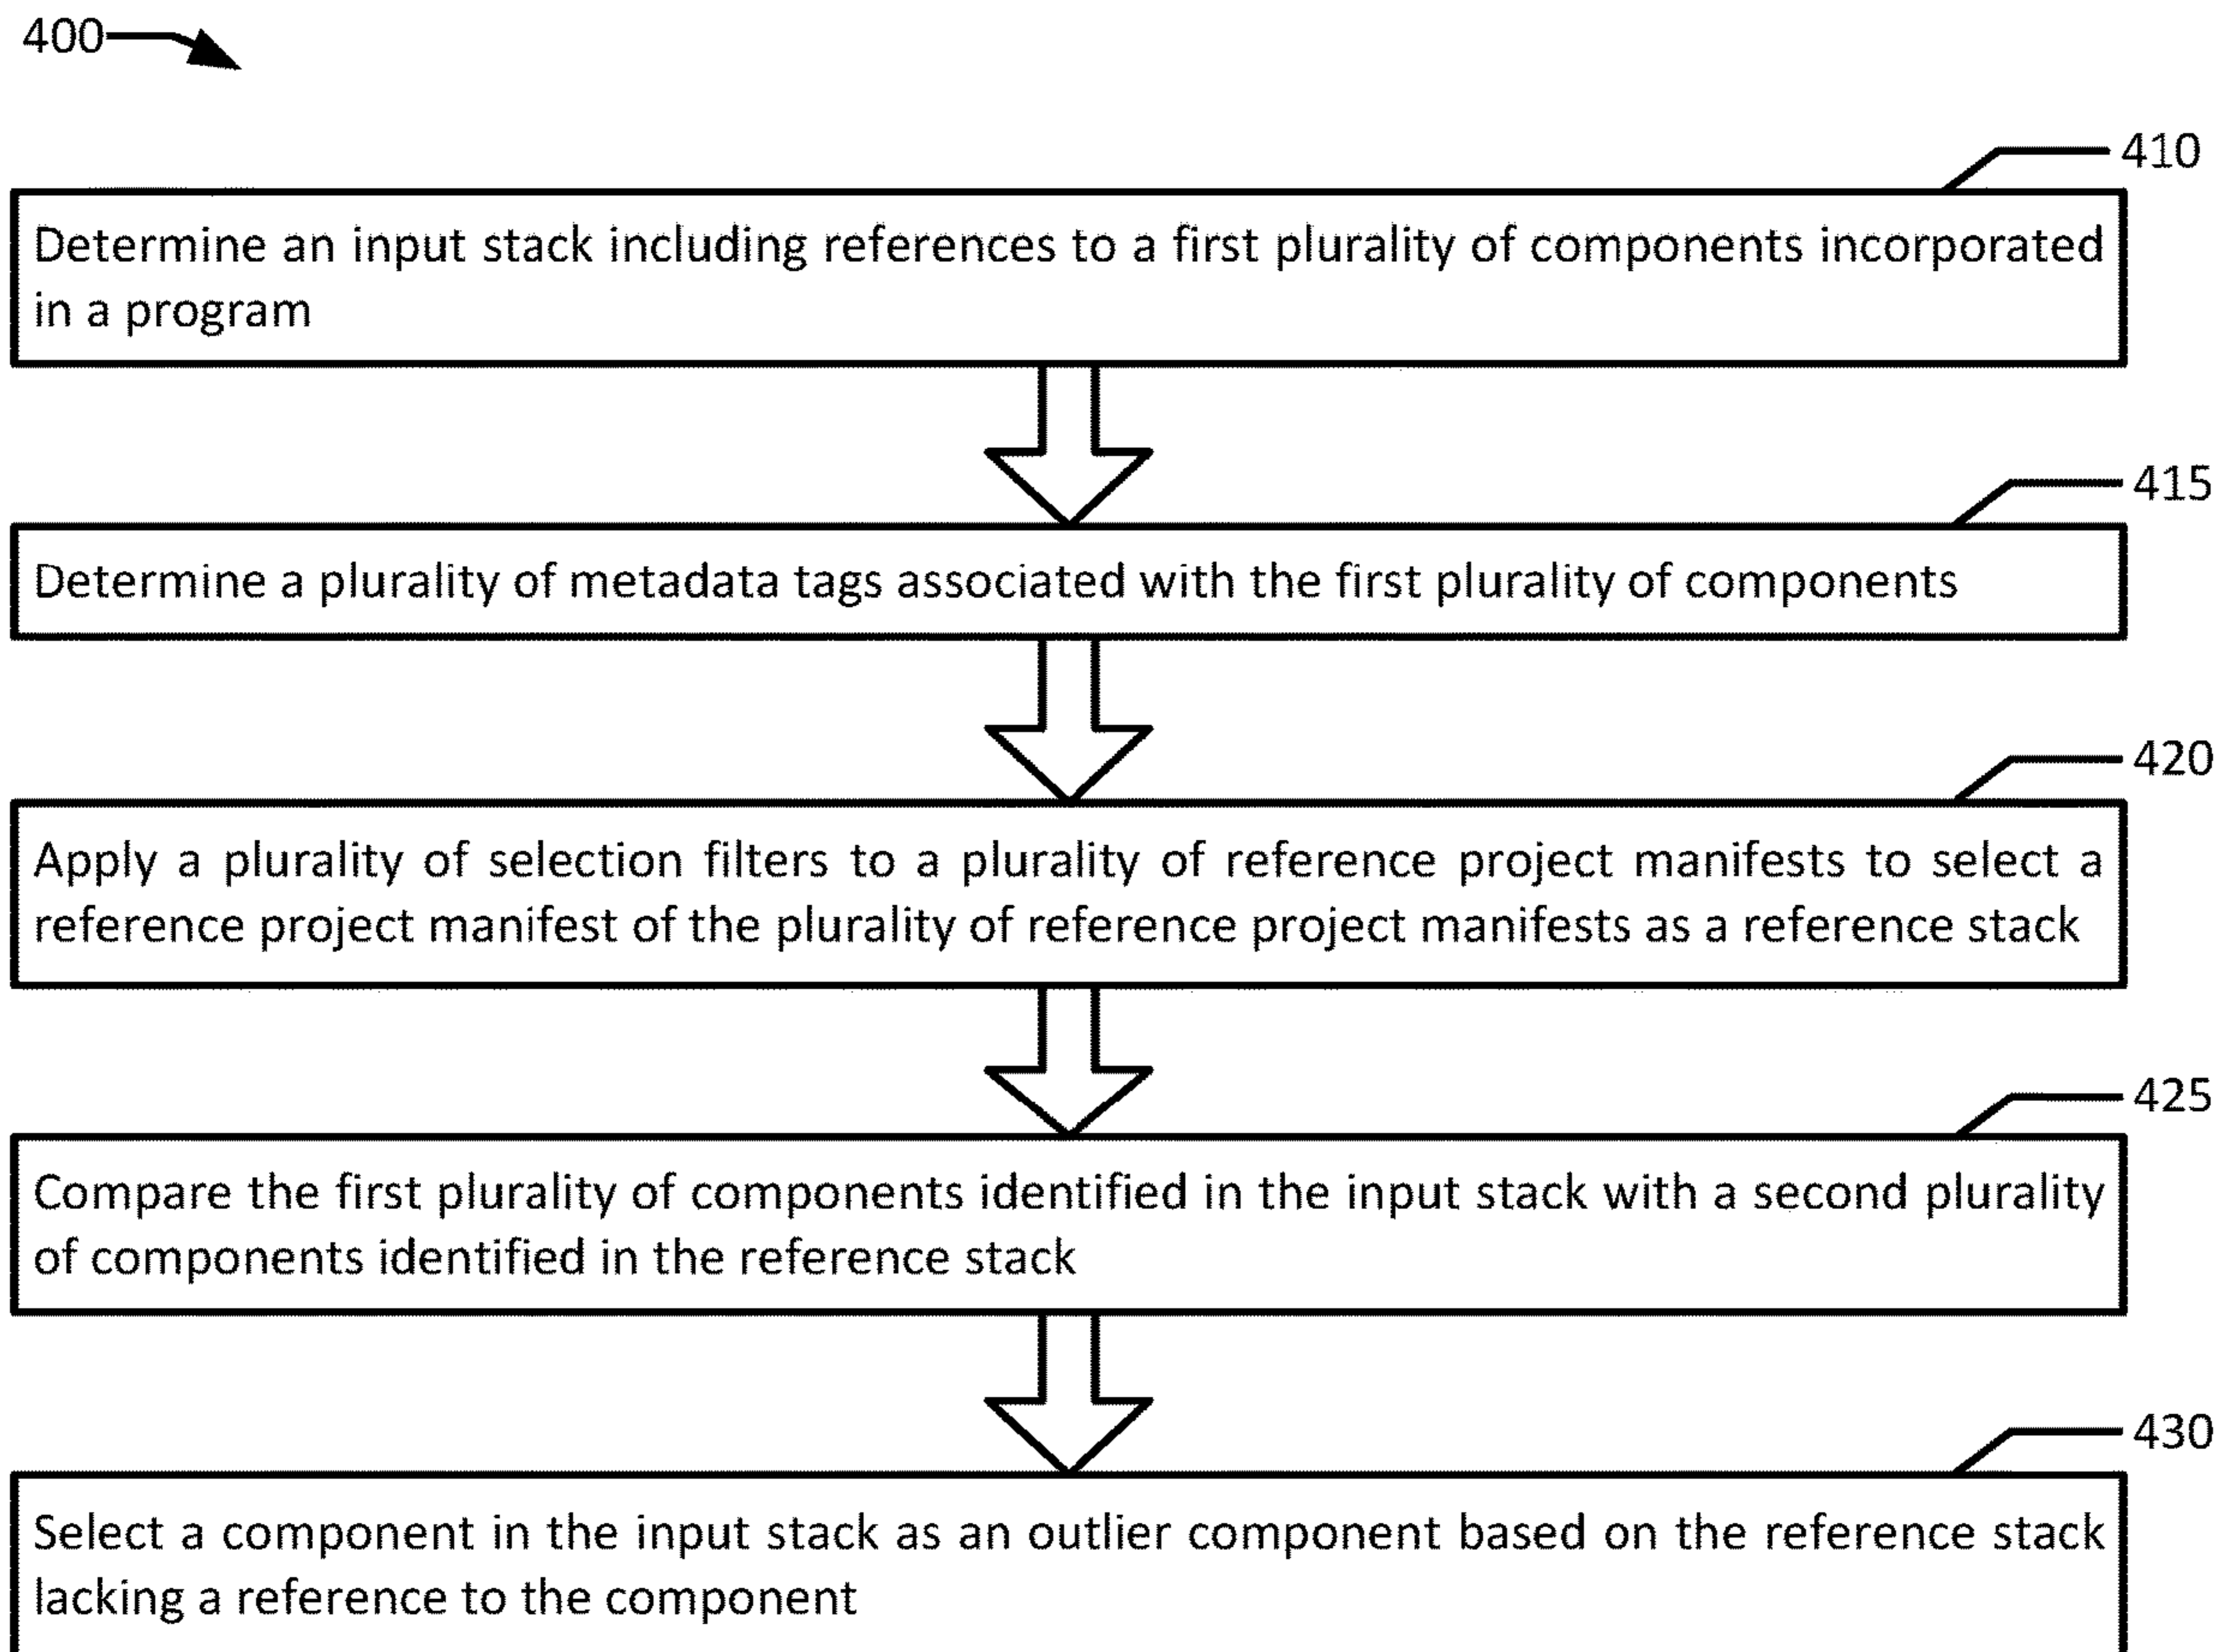 400
410
Determine an input stack including references to a first plurality of components incorporated
in a program
415
Determine a plurality of metadata tags associated with the first plurality of components
420
Apply a plurality of selection filters to a plurality of reference project manifests to select a
reference project manifest of the plurality of reference project manifests as a reference stack
425
Compare the first plurality of components identified in the input stack with a second plurality
of components identified in the reference stack
430
Select a component in the input stack as an outlier component based on the reference stack
lacking a reference to the component